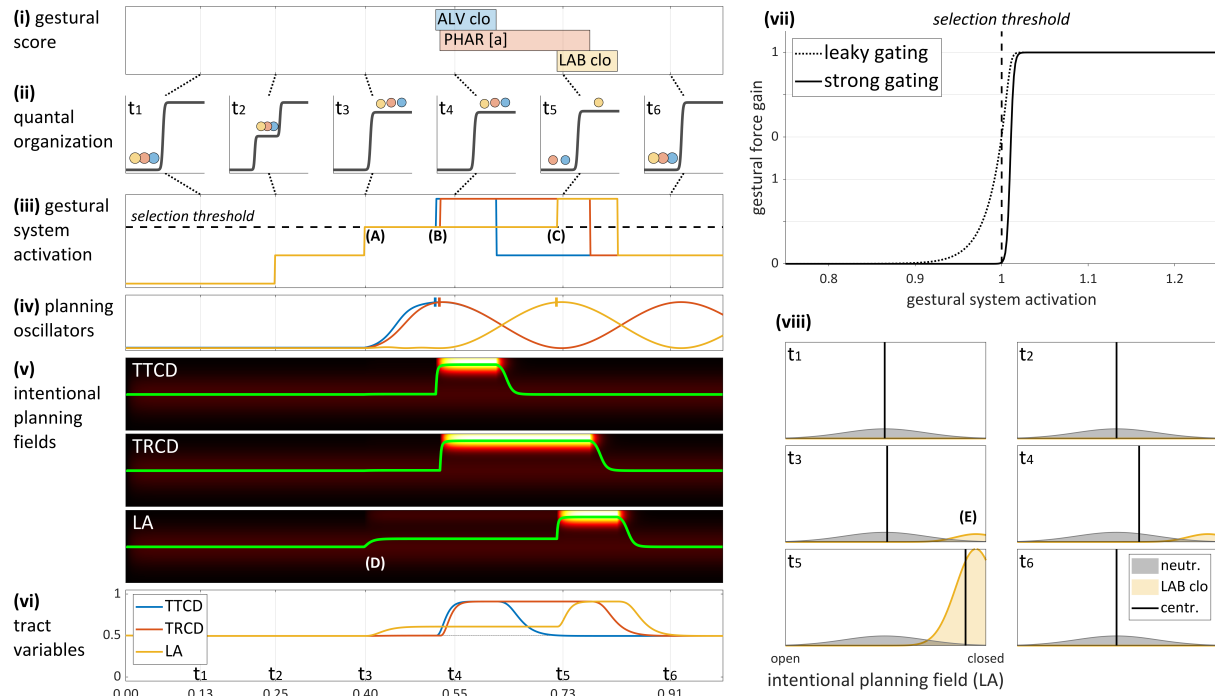 (i) gestural
score
ALV clo
PHAR [a]
LAB clo
(ii)
quantal
organization
t1
t2
t3
t4
t5
t6
(iii) gestural
system
activation
selection threshold
(A)
(B)
(C)
(iv) planning
oscillators
(v)
intentional
planning
fields
TTCD
TRCD
LA
(D)
(vi)
tract
variables
1
0.5
0
TTCD
TRCD
LA
t1
t2
t3
t4
t5
t6
0.00
0.13
0.25
0.40
0.55
0.73
0.91
(vii)
selection threshold
leaky gating
strong gating
gestural force gain
1
0
1
0
0.8
0.9
1
1.1
1.2
gestural system activation
(viii)
t1
t2
t3
(E)
t4
t5
t6
neutr.
LAB clo
centr.
open
closed
intentional planning field (LA)